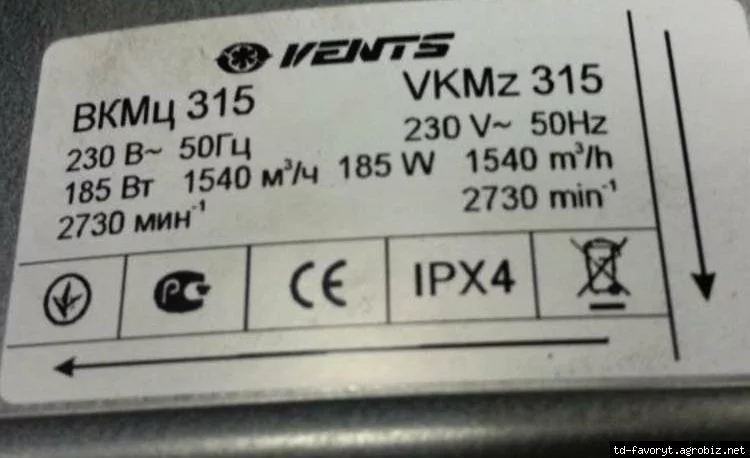 VENTS
ВКМц 315
230 В~ 50Гц
185 Вт 1540 м³/ч
2730 мин⁻¹
VKMz 315
230 V~ 50Hz
185 W 1540 m³/h
2730 min⁻¹
РС CE IPX4
td-favoryt.agrobiz.net